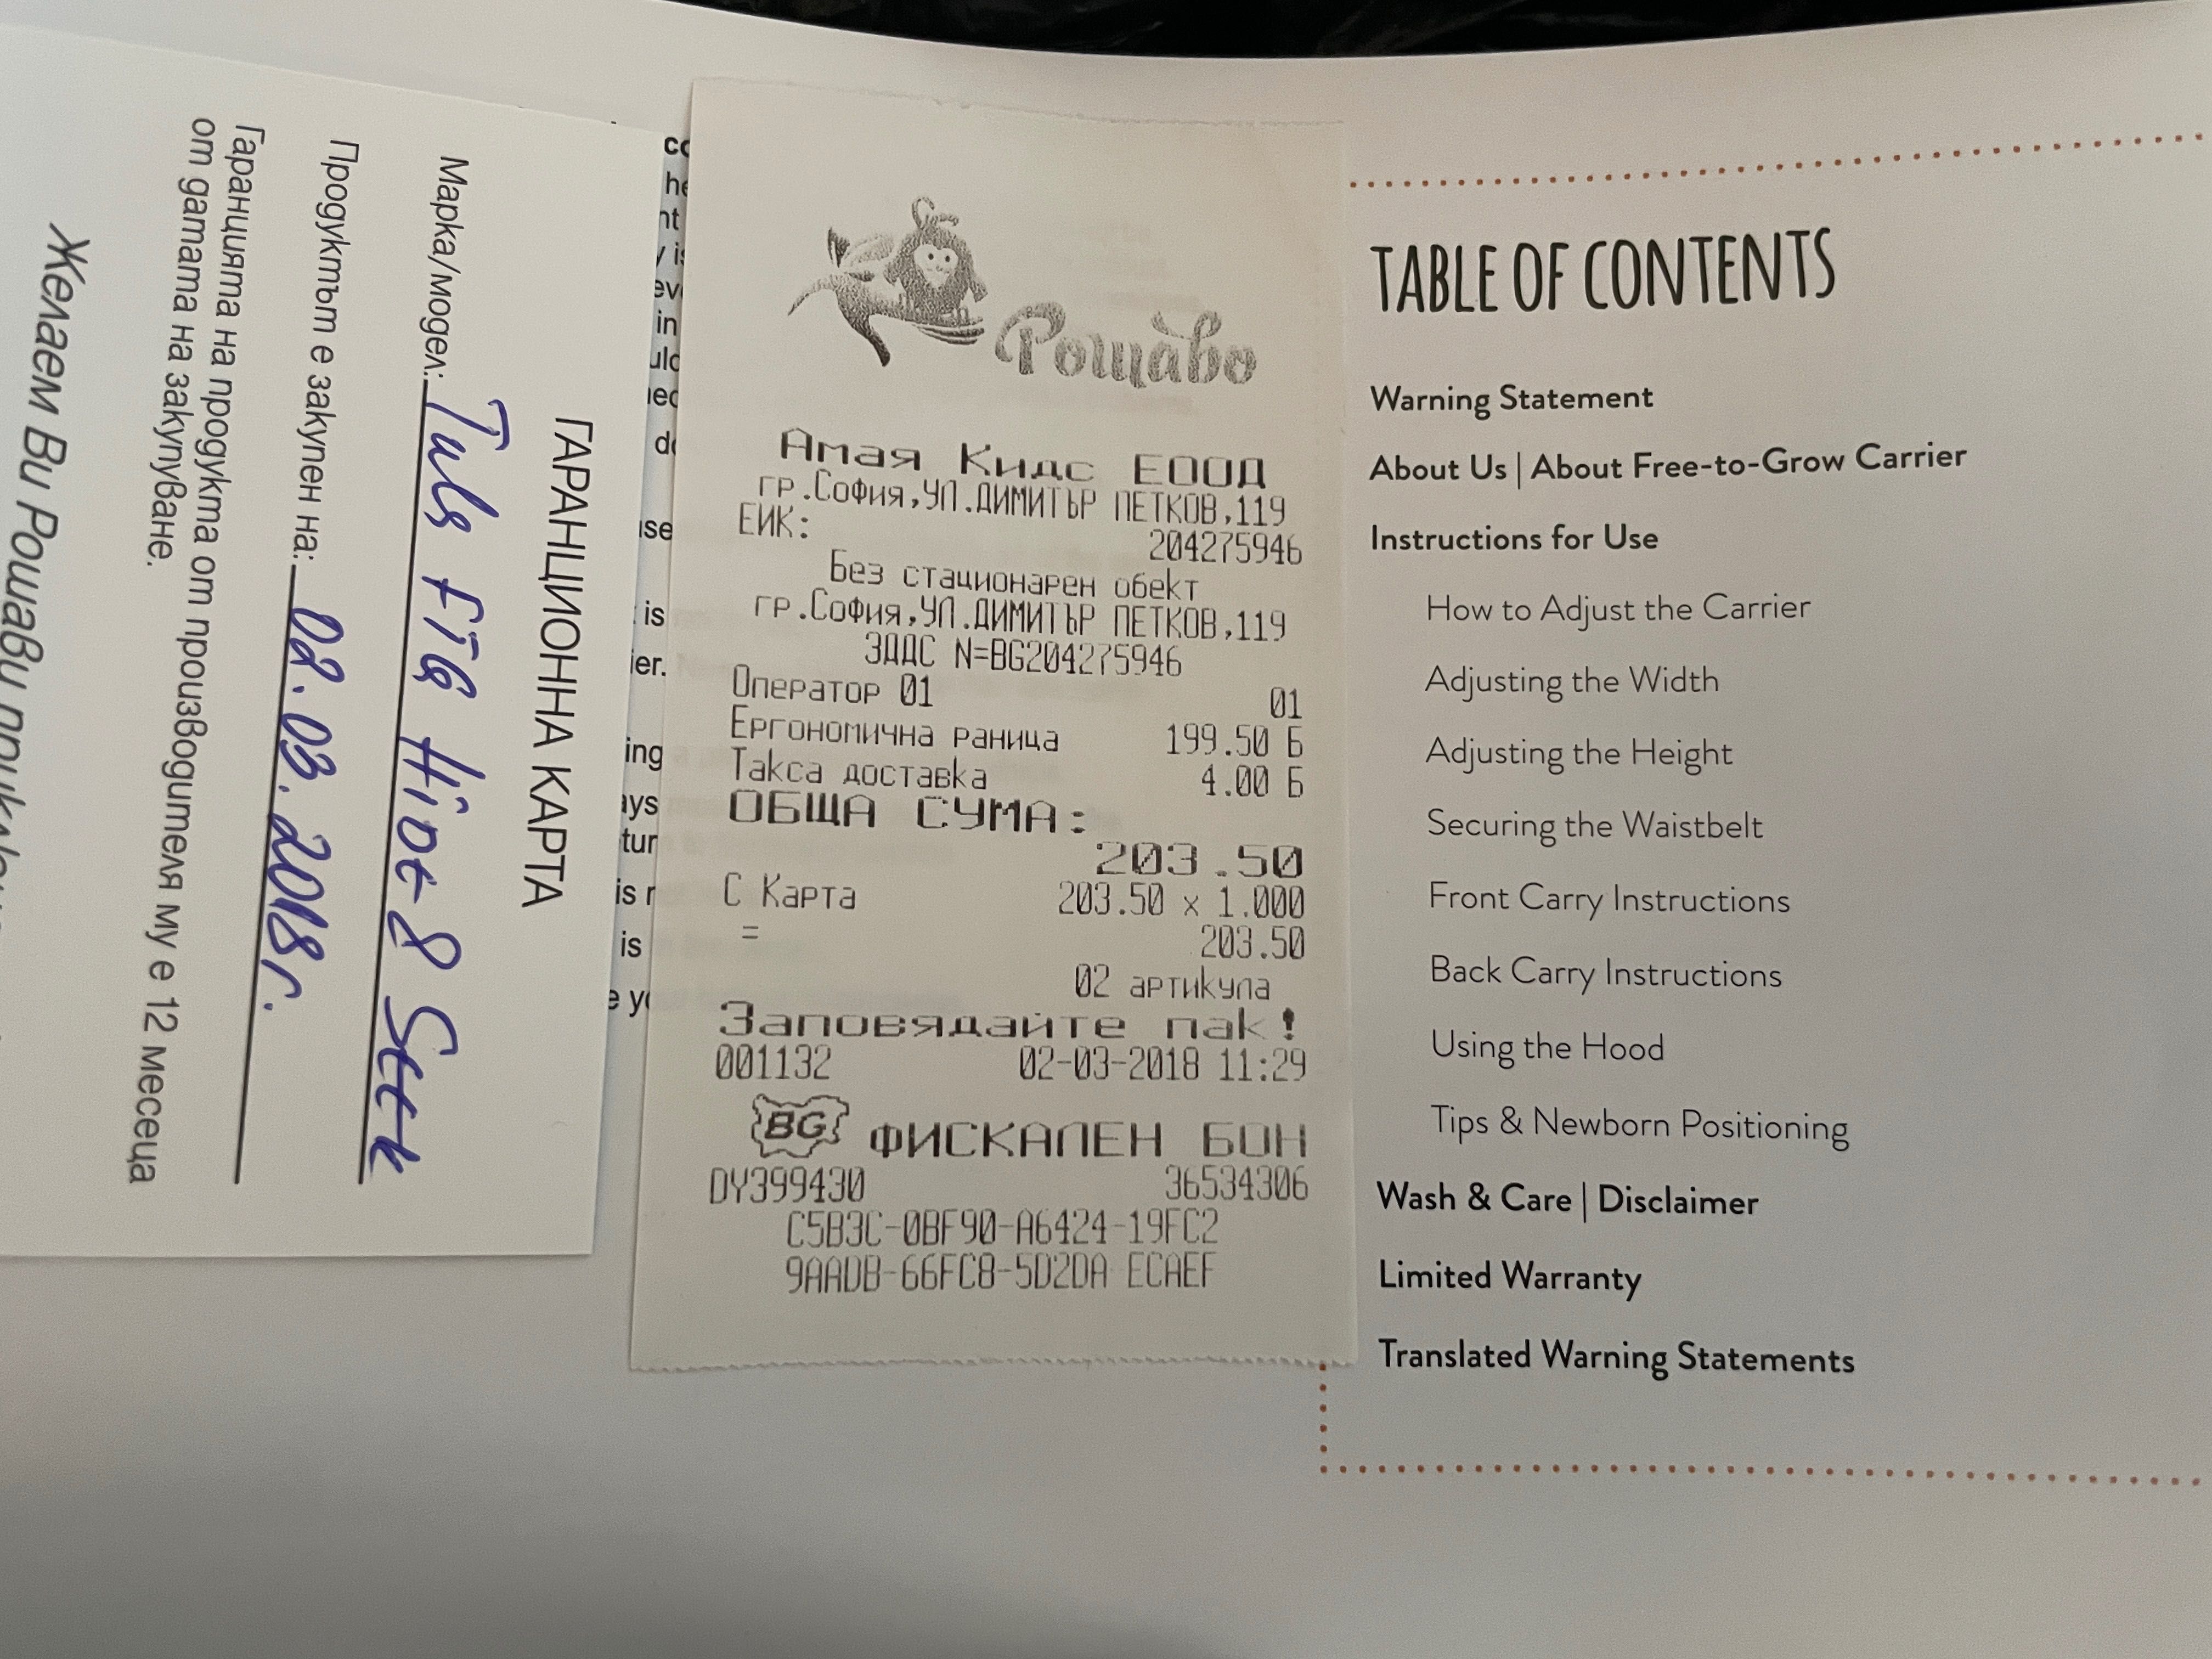 ГАРАНЦИОННА КАРТА
Марка/модел: Tula FTG Hide & Seek
Продуктът е закупен на: 02.03.2018г.
Гаранцията на продукта от производителя му е 12 месеца
от датата на закупуване.
Желаем Ви Рошави
is
ier.
ing
is
Рошаво
Амая Кидс ЕООД
гр.София,УЛ.ДИМИТЪР ПЕТКОВ,119
ЕИК: 204275946
Без стационарен обект
гр.София,УЛ.ДИМИТЪР ПЕТКОВ,119
ЗДДС N=BG204275946
Оператор 01 01
Ергономична раница 199.50 Б
Такса доставка 4.00 Б
ОБЩА СУМА:
203.50
С Карта 203.50 x 1.000
= 203.50
02 артикула
Заповядайте пак!
001132 02-03-2018 11:29
BG ФИСКАЛЕН БОН
DY399430 36534306
C5B3C-0BF90-A6424-19FC2
9AADB-66FC8-5D2DA ECAEF
TABLE OF CONTENTS
Warning Statement
About Us | About Free-to-Grow Carrier
Instructions for Use
How to Adjust the Carrier
Adjusting the Width
Adjusting the Height
Securing the Waistbelt
Front Carry Instructions
Back Carry Instructions
Using the Hood
Tips & Newborn Positioning
Wash & Care | Disclaimer
Limited Warranty
Translated Warning Statements